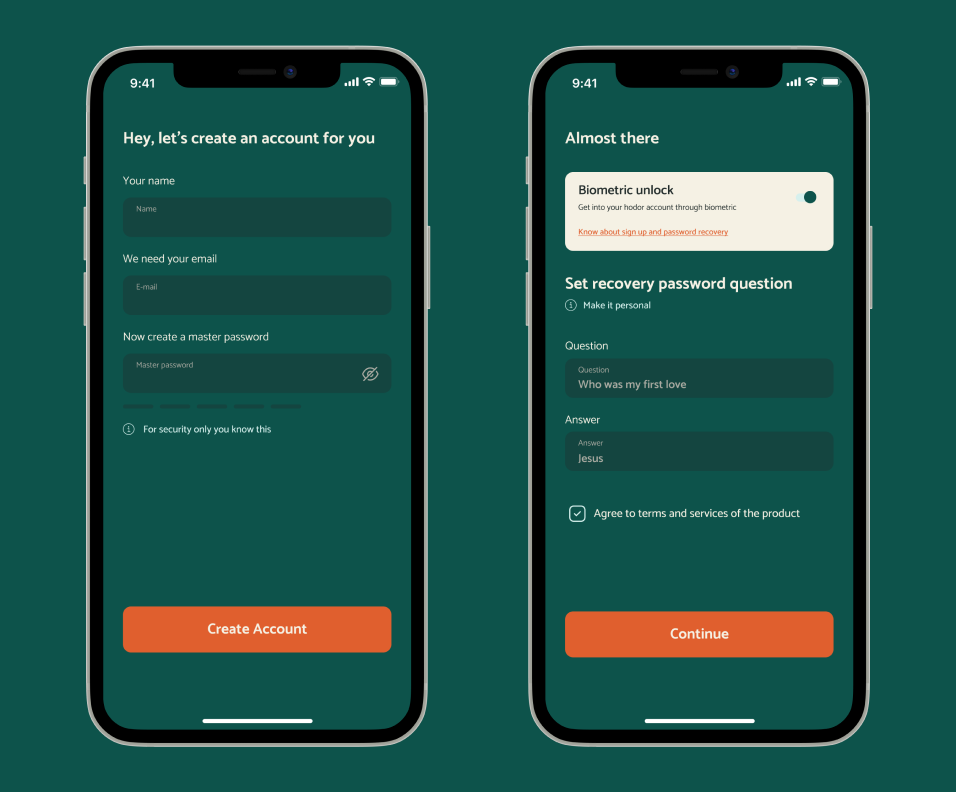 9:41
Hey, let's create an account for you
Your name
Name
We need your email
E-mail
Now create a master password
Master password
For security only you know this
Create Account
9:41
Almost there
Biometric unlock
Get into your hodor account through biometric
Know about sign up and password recovery
Set recovery password question
Make it personal
Question
Question
Who was my first love
Answer
Answer
Jesus
Agree to terms and services of the product
Continue